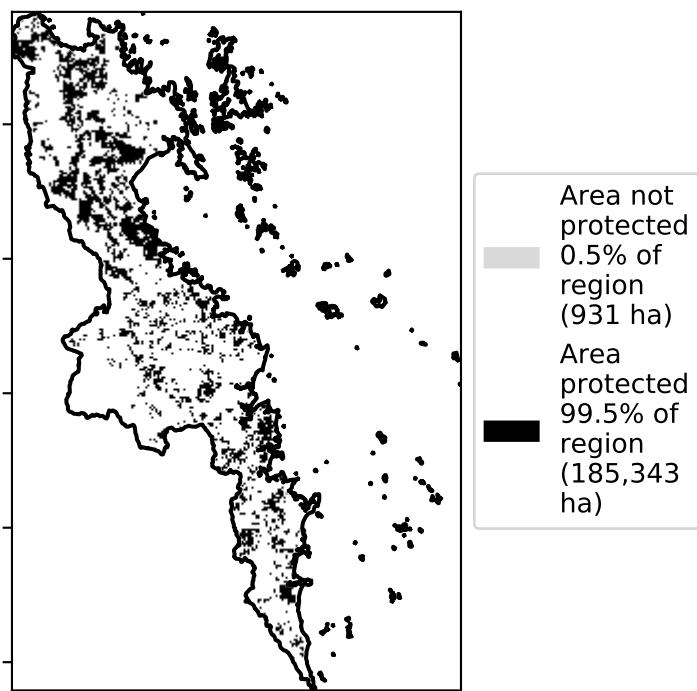 Area not
protected
0.5% of
region
(931 ha)
Area
protected
99.5% of
region
(185,343
ha)